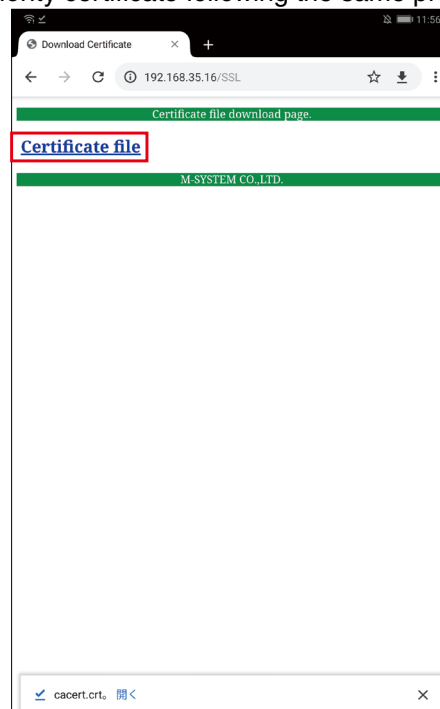 ority certificate following the same pr
11:56
Download Certificate
192.168.35.16/SSL
Certificate file download page.
Certificate file
M-SYSTEM CO.,LTD.
cacert.crt。 開く